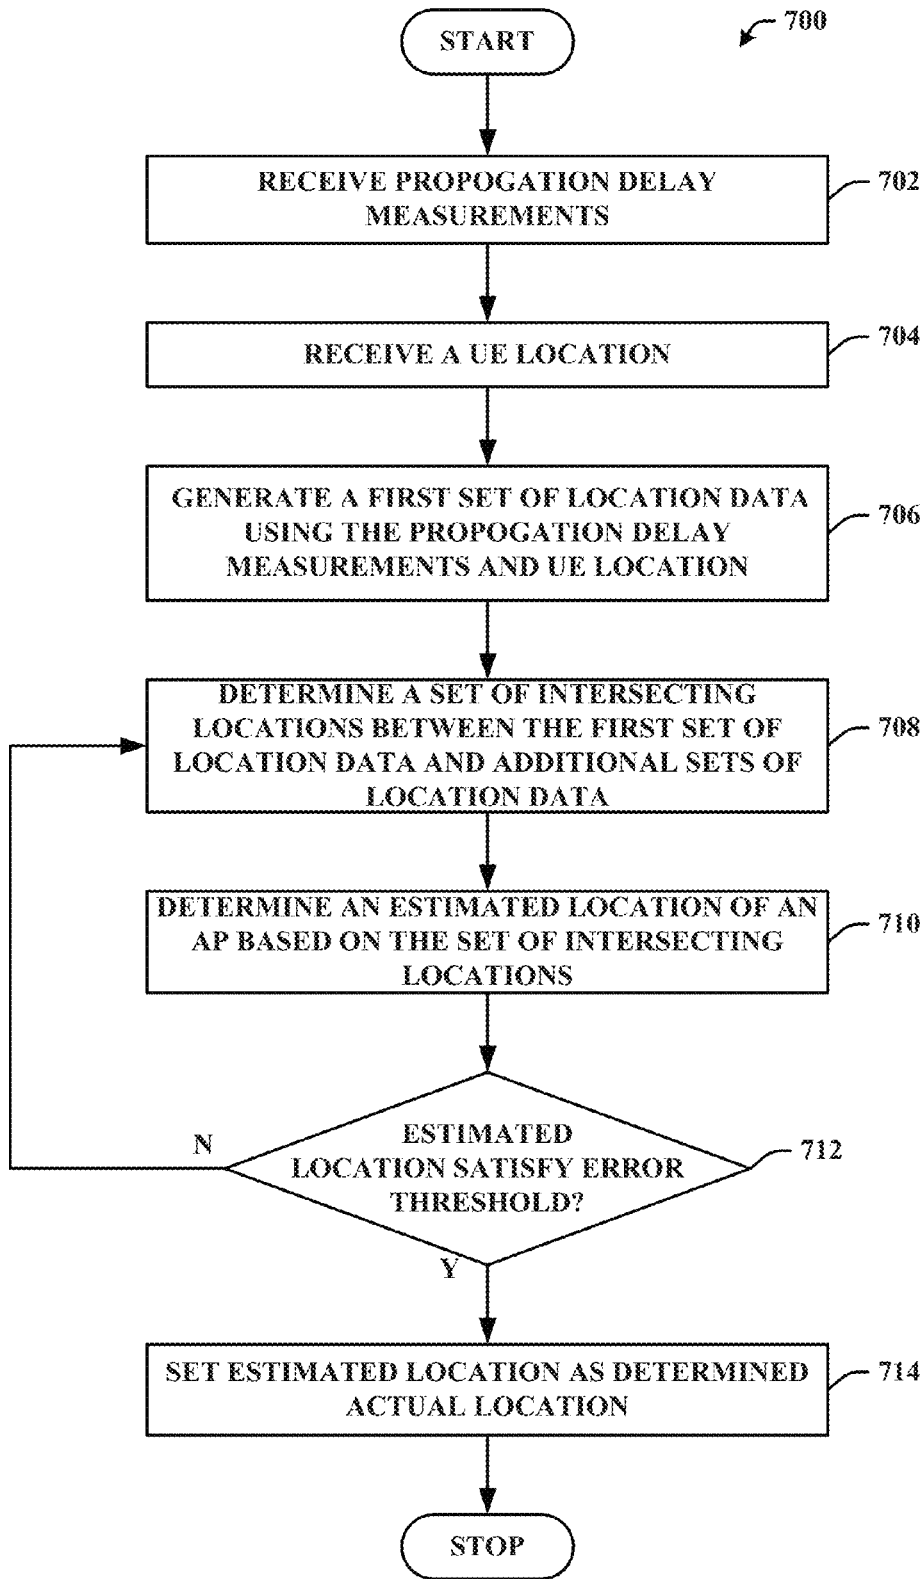 START
700
RECEIVE PROPOGATION DELAY
MEASUREMENTS
702
RECEIVE A UE LOCATION
704
GENERATE A FIRST SET OF LOCATION DATA
USING THE PROPOGATION DELAY
MEASUREMENTS AND UE LOCATION
706
DETERMINE A SET OF INTERSECTING
LOCATIONS BETWEEN THE FIRST SET OF
LOCATION DATA AND ADDITIONAL SETS OF
LOCATION DATA
708
DETERMINE AN ESTIMATED LOCATION OF AN
AP BASED ON THE SET OF INTERSECTING
LOCATIONS
710
N
ESTIMATED
LOCATION SATISFY ERROR
THRESHOLD?
712
Y
SET ESTIMATED LOCATION AS DETERMINED
ACTUAL LOCATION
714
STOP